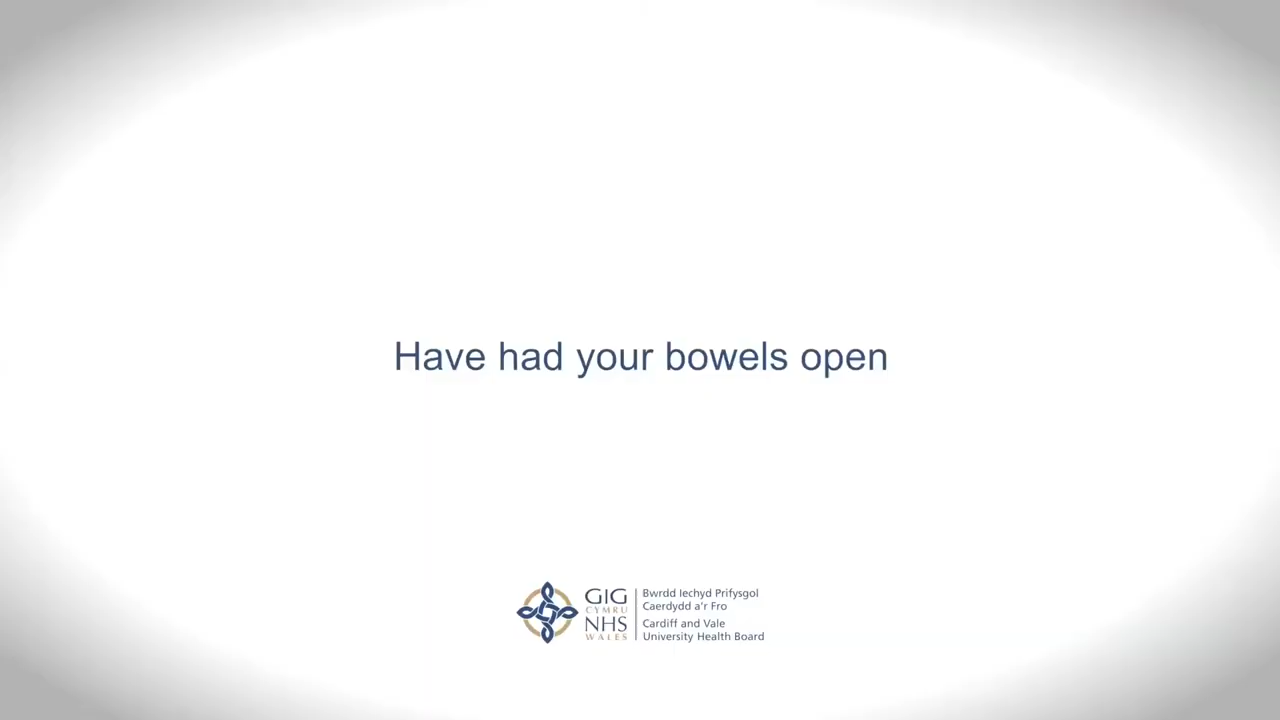 Have had your bowels open
GIG
CYMRU
NHS
WALES
Bwrdd Iechyd Prifysgol
Caerdydd a'r Fro
Cardiff and Vale
University Health Board